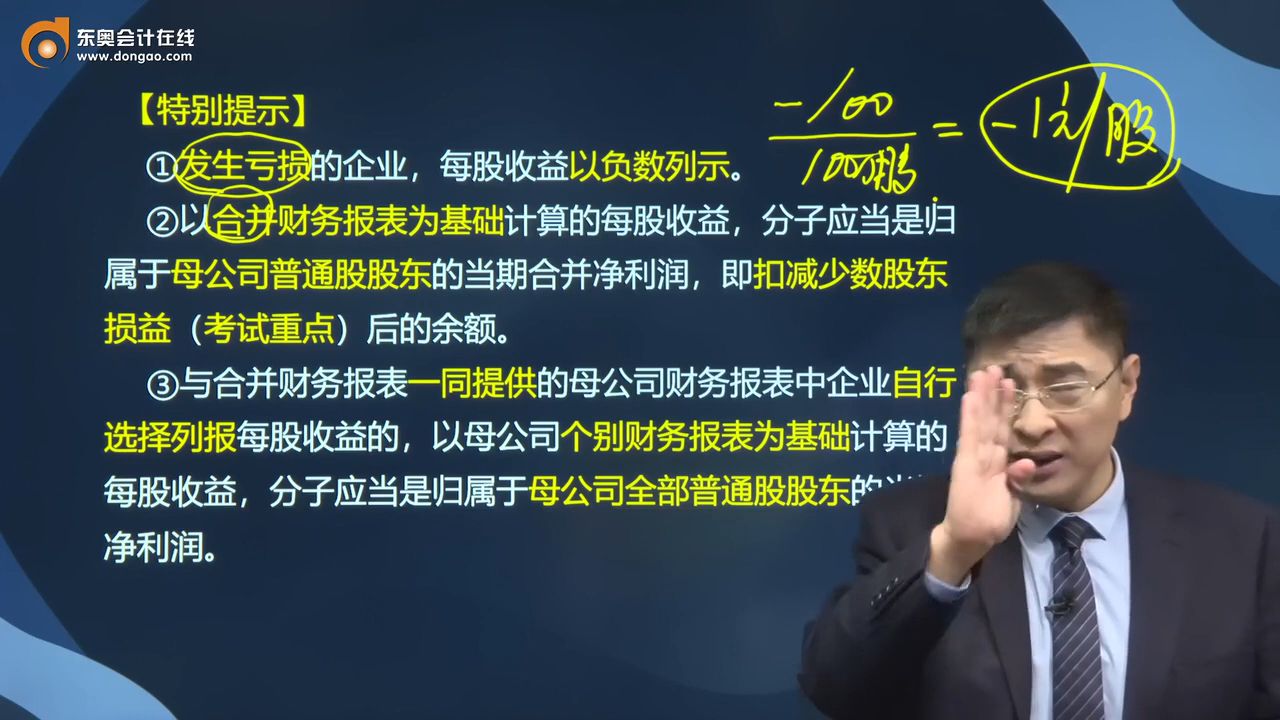 东奥会计在线
www.dongao.com
【特别提示】
①发生亏损的企业，每股收益以负数列示。
-100
100万股
= -1元/股
②以合并财务报表为基础计算的每股收益，分子应当是归
属于母公司普通股股东的当期合并净利润，即扣减少数股东
损益（考试重点）后的余额。
③与合并财务报表一同提供的母公司财务报表中企业自行
选择列报每股收益的，以母公司个别财务报表为基础计算的
每股收益，分子应当是归属于母公司全部普通股股东的
净利润。